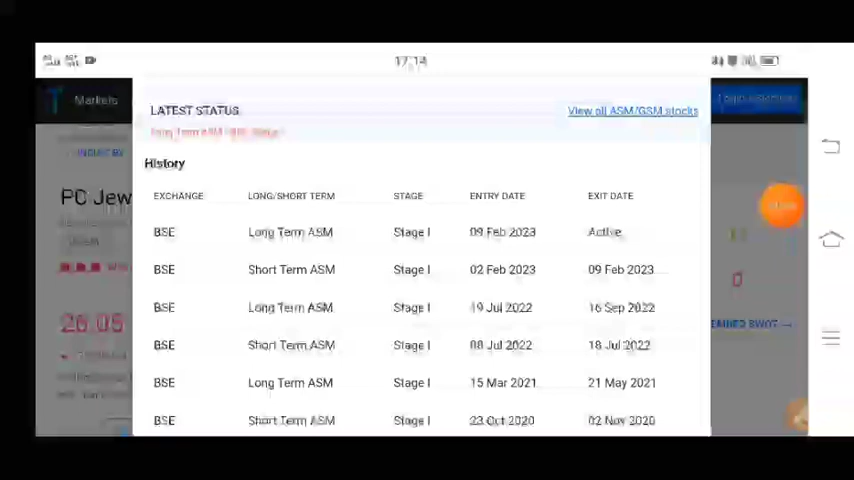 17:14
Markets
LATEST STATUS
View all ASM/GSM stocks
History
PC Jew
EXCHANGE LONG/SHORT TERM STAGE ENTRY DATE EXIT DATE
BSE Long Term ASM Stage I 09 Feb 2023 Active
BSE Short Term ASM Stage I 02 Feb 2023 09 Feb 2023
BSE Long Term ASM Stage I 19 Jul 2022 16 Sep 2022
0
26.05
BSE Short Term ASM Stage I 08 Jul 2022 18 Jul 2022
BSE Long Term ASM Stage I 15 Mar 2021 21 May 2021
BSE Short Term ASM Stage I 23 Oct 2020 02 Nov 2020